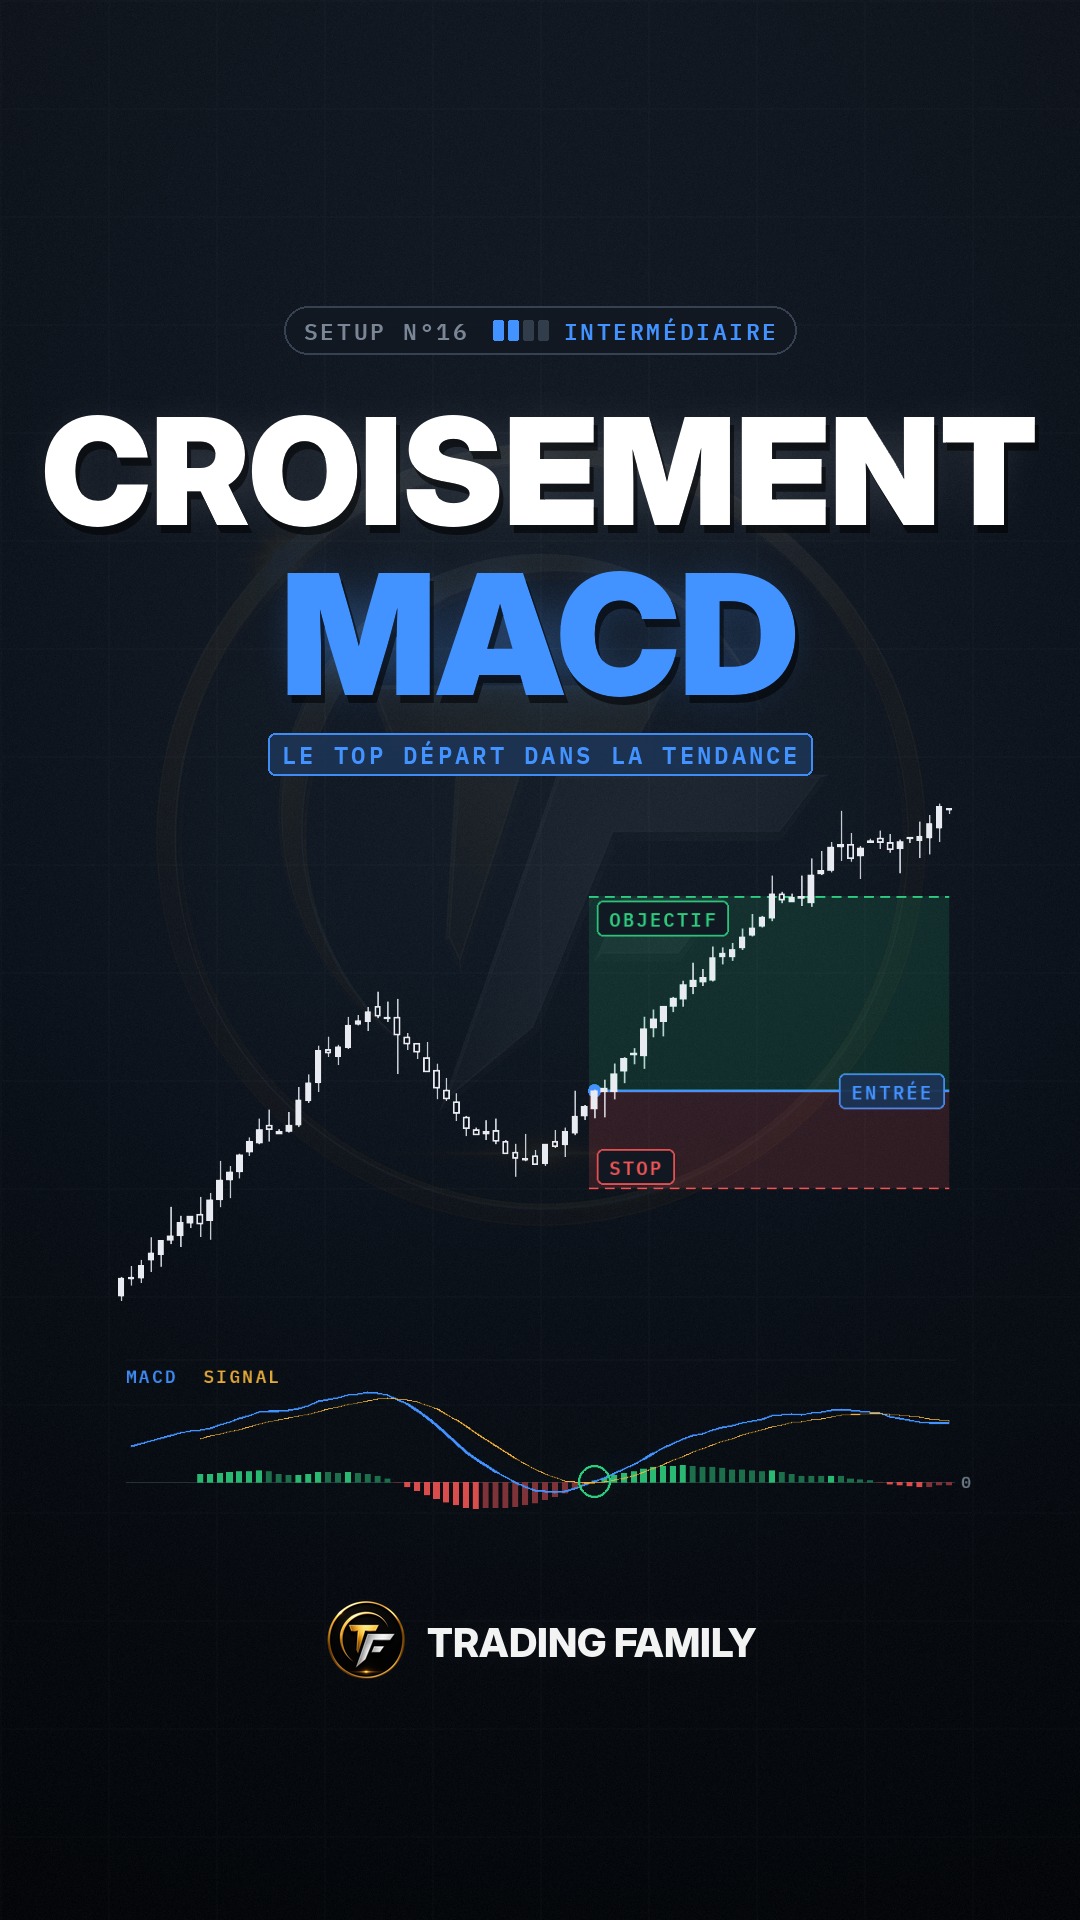 SETUP N°16 INTERMÉDIAIRE
CROISEMENT
MACD
LE TOP DÉPART DANS LA TENDANCE
OBJECTIF
ENTRÉE
STOP
MACD SIGNAL
0
TF TRADING FAMILY